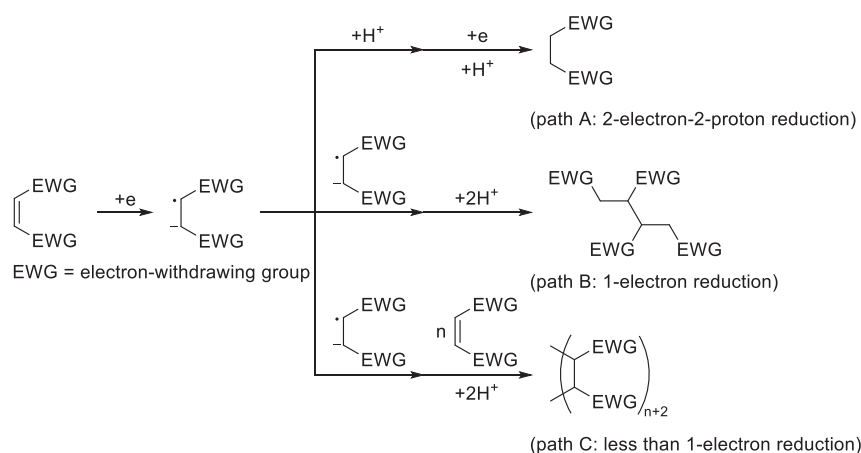 +H⁺
+e
+H⁺
EWG
EWG
(path A: 2-electron-2-proton reduction)
EWG
EWG
+e
·
–
EWG
EWG
EWG = electron-withdrawing group
·
–
EWG
EWG
+2H⁺
EWG
EWG
EWG
EWG
(path B: 1-electron reduction)
·
–
EWG
EWG
n
EWG
EWG
+2H⁺
EWG
EWG
n+2
(path C: less than 1-electron reduction)